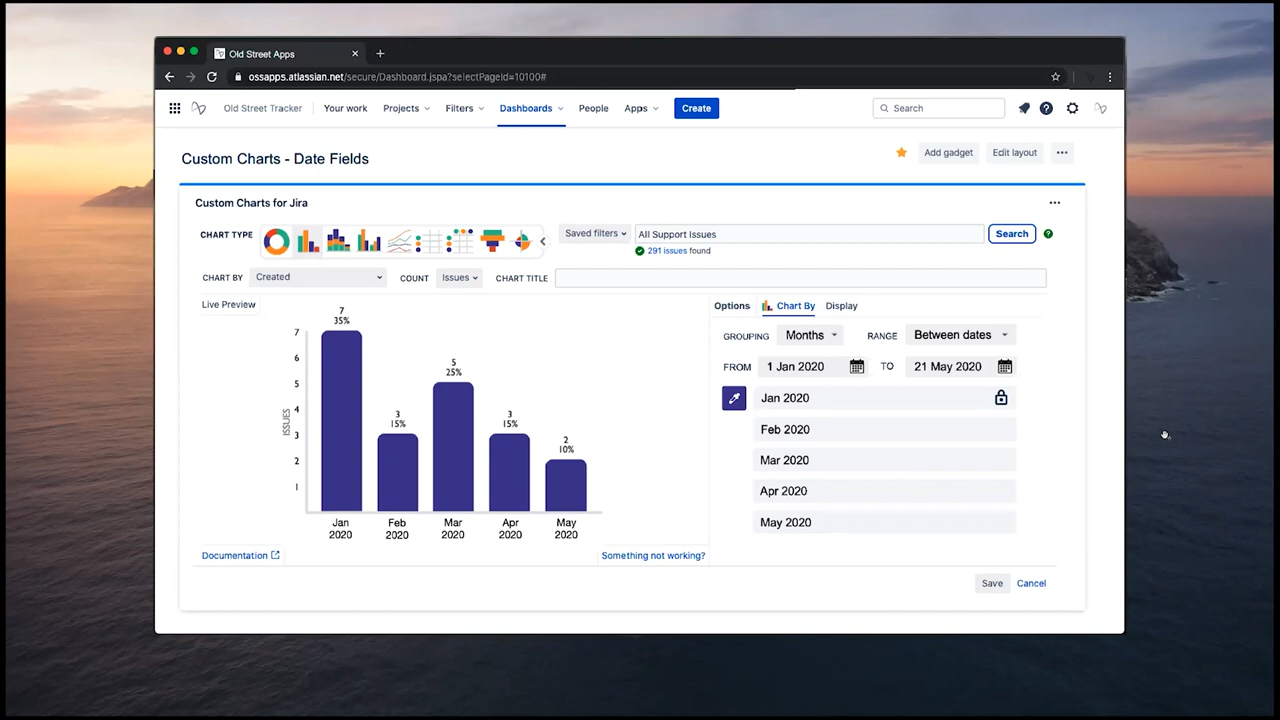 Old Street Apps
ossapps.atlassian.net/secure/Dashboard.jspa?selectPageId=10100#
Old Street Tracker Your work Projects Filters Dashboards People Apps Create Search
Custom Charts - Date Fields
Add gadget Edit layout
Custom Charts for Jira
CHART TYPE Saved filters All Support Issues Search
291 issues found
CHART BY Created COUNT Issues CHART TITLE
Live Preview
Options Chart By Display
7
35%
7
6
5
4
3
2
1
ISSUES
3
15%
5
25%
3
15%
2
10%
Jan
2020
Feb
2020
Mar
2020
Apr
2020
May
2020
GROUPING Months RANGE Between dates
FROM 1 Jan 2020 TO 21 May 2020
Jan 2020
Feb 2020
Mar 2020
Apr 2020
May 2020
Documentation Something not working?
Save Cancel